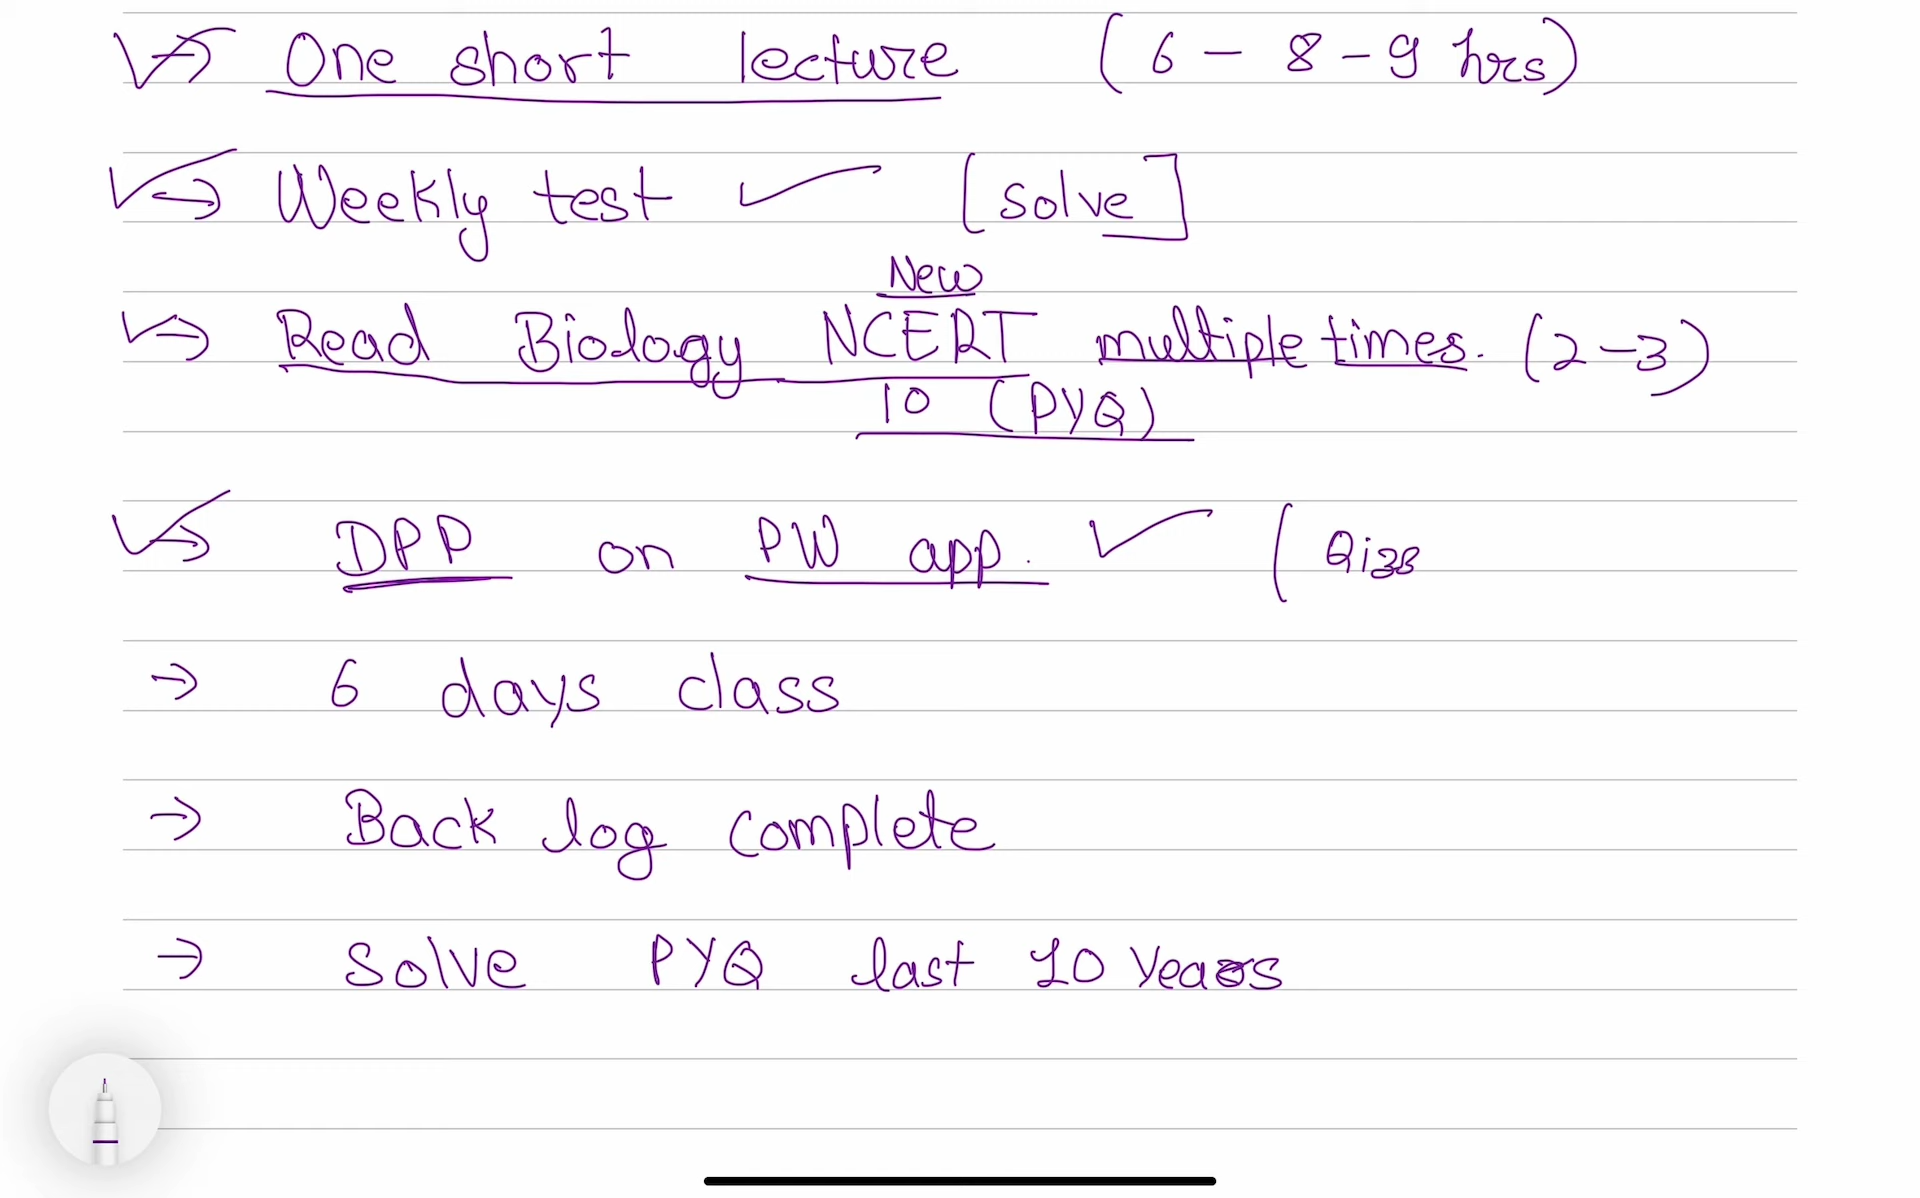 → One short lecture (6 - 8 - 9 hrs)
→ Weekly test ✓ [solve]
New
→ Read Biology NCERT multiple times. (2-3)
10 (PYQ)
→ DPP on PW app. ✓ (
→ 6 days class
→ Back log complete
→ Solve PYQ last 10 Years